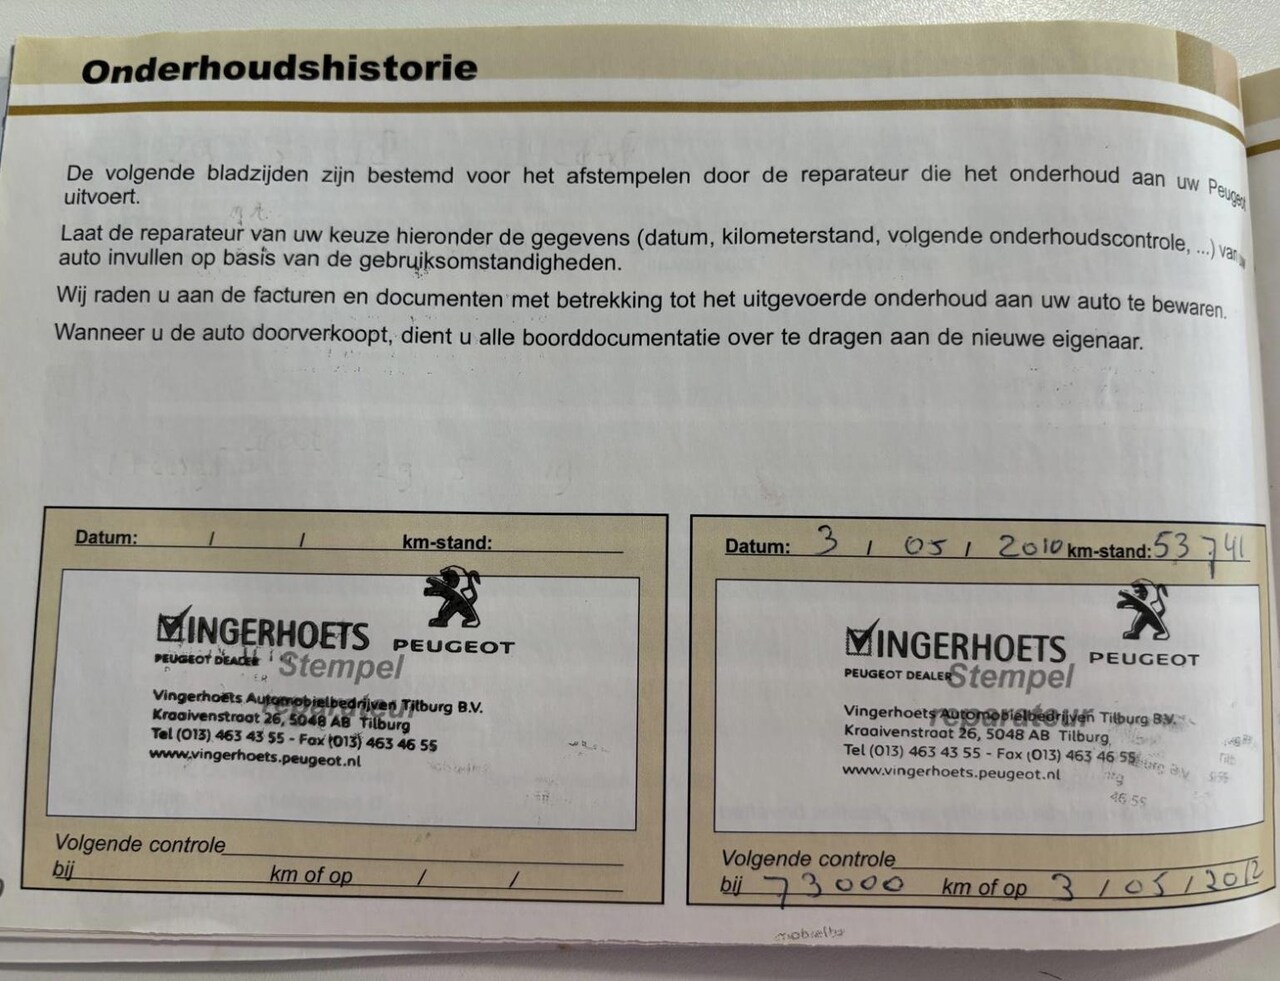 Onderhoudshistorie
De volgende bladzijden zijn bestemd voor het afstempelen door de reparateur die het onderhoud aan uw Peugeot
uitvoert.
Laat de reparateur van uw keuze hieronder de gegevens (datum, kilometerstand, volgende onderhoudscontrole, ...) van uw
auto invullen op basis van de gebruiksomstandigheden.
Wij raden u aan de facturen en documenten met betrekking tot het uitgevoerde onderhoud aan uw auto te bewaren.
Wanneer u de auto doorverkoopt, dient u alle boorddocumentatie over te dragen aan de nieuwe eigenaar.
Datum: / / km-stand:
VINGERHOETS
PEUGEOT
PEUGEOT DEALER
Stempel
reparateur
Vingerhoets Automobielbedrijven Tilburg B.V.
Kraaivenstraat 26, 5048 AB Tilburg
Tel (013) 463 43 55 - Fax (013) 463 46 55
www.vingerhoets.peugeot.nl
Volgende controle
bij km of op / /
Datum: 3 / 05 / 2010 km-stand: 53741
VINGERHOETS
PEUGEOT
PEUGEOT DEALER
Stempel
reparateur
Vingerhoets Automobielbedrijven Tilburg B.V.
Kraaivenstraat 26, 5048 AB Tilburg
Tel (013) 463 43 55 - Fax (013) 463 46 55
www.vingerhoets.peugeot.nl
46 55
Volgende controle
bij 73000 km of op 3 / 05 / 2012